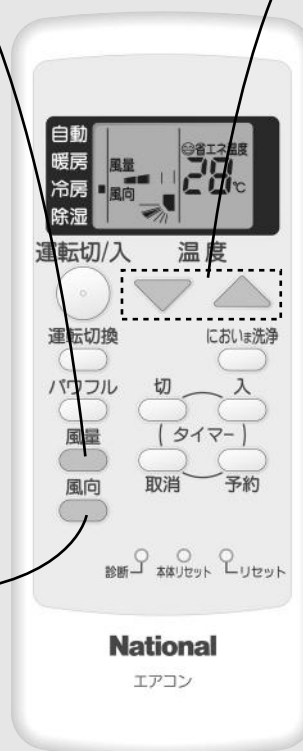 自動
暖房
冷房
除湿
風量
風向
省エネ温度
28℃
運転切/入 温度
運転切換 におい洗浄
パワフル 切 入
風量 (タイマー)
風向 取消 予約
診断 本体リセット リセット
National
エアコン